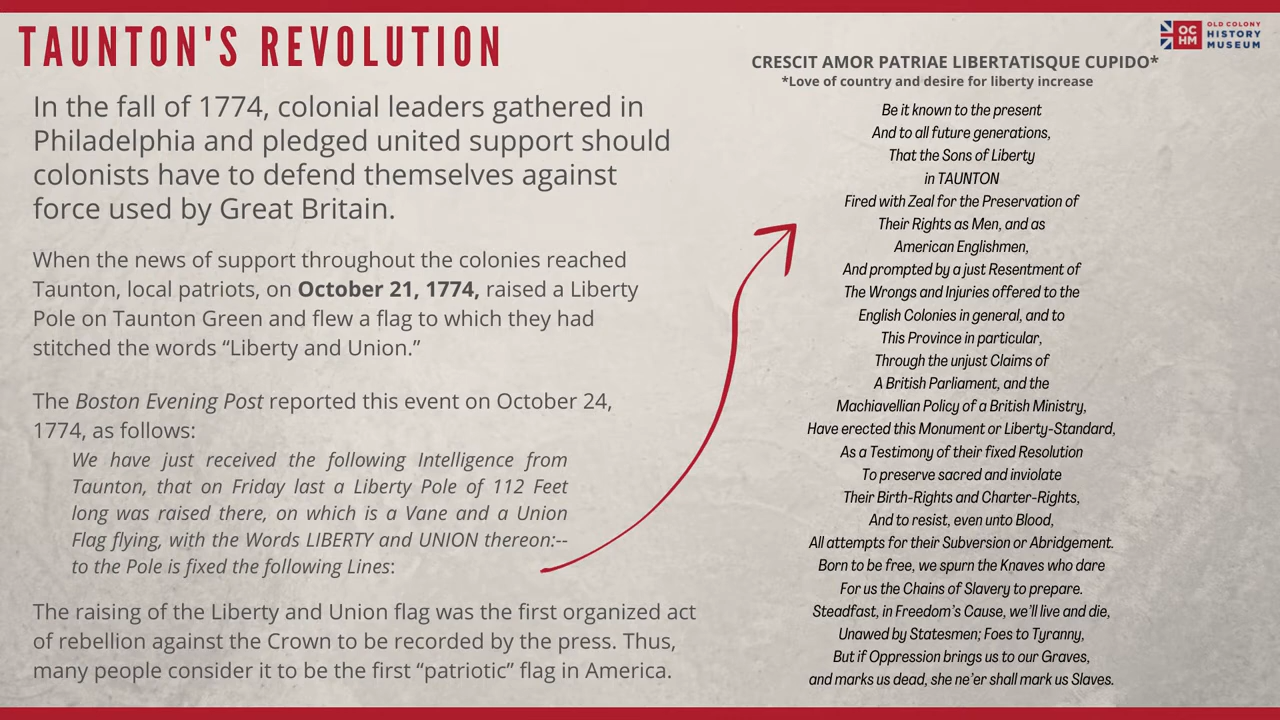 TAUNTON'S REVOLUTION
In the fall of 1774, colonial leaders gathered in
Philadelphia and pledged united support should
colonists have to defend themselves against
force used by Great Britain.
When the news of support throughout the colonies reached
Taunton, local patriots, on October 21, 1774, raised a Liberty
Pole on Taunton Green and flew a flag to which they had
stitched the words “Liberty and Union.”
The Boston Evening Post reported this event on October 24,
1774, as follows:
We have just received the following Intelligence from
Taunton, that on Friday last a Liberty Pole of 112 Feet
long was raised there, on which is a Vane and a Union
Flag flying, with the Words LIBERTY and UNION thereon:--
to the Pole is fixed the following Lines:
The raising of the Liberty and Union flag was the first organized act
of rebellion against the Crown to be recorded by the press. Thus,
many people consider it to be the first “patriotic” flag in America.
OC
HM
OLD COLONY
HISTORY
MUSEUM
CRESCIT AMOR PATRIAE LIBERTATISQUE CUPIDO*
*Love of country and desire for liberty increase
Be it known to the present
And to all future generations,
That the Sons of Liberty
in TAUNTON
Fired with Zeal for the Preservation of
Their Rights as Men, and as
American Englishmen,
And prompted by a just Resentment of
The Wrongs and Injuries offered to the
English Colonies in general, and to
This Province in particular,
Through the unjust Claims of
A British Parliament, and the
Machiavellian Policy of a British Ministry,
Have erected this Monument or Liberty-Standard,
As a Testimony of their fixed Resolution
To preserve sacred and inviolate
Their Birth-Rights and Charter-Rights,
And to resist, even unto Blood,
All attempts for their Subversion or Abridgement.
Born to be free, we spurn the Knaves who dare
For us the Chains of Slavery to prepare.
Steadfast, in Freedom's Cause, we'll live and die,
Unawed by Statesmen; Foes to Tyranny,
But if Oppression brings us to our Graves,
and marks us dead, she ne'er shall mark us Slaves.